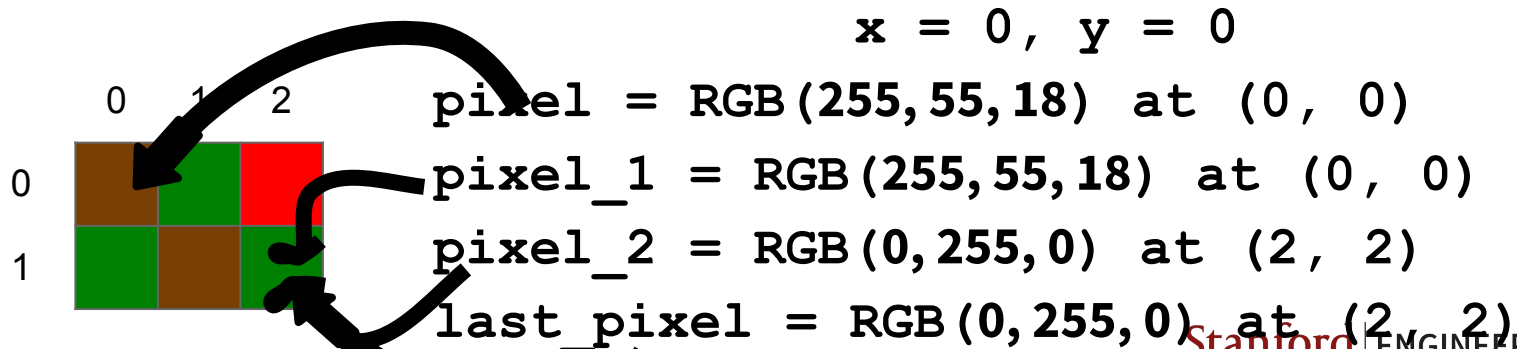 x = 0, y = 0
0 1 2
pixel = RGB(255,55,18) at (0, 0)
0
pixel_1 = RGB(255,55,18) at (0, 0)
pixel_2 = RGB(0,255,0) at (2, 2)
1
last_pixel = RGB(0,255,0) at (2, 2)
Stanford | ENGINEER